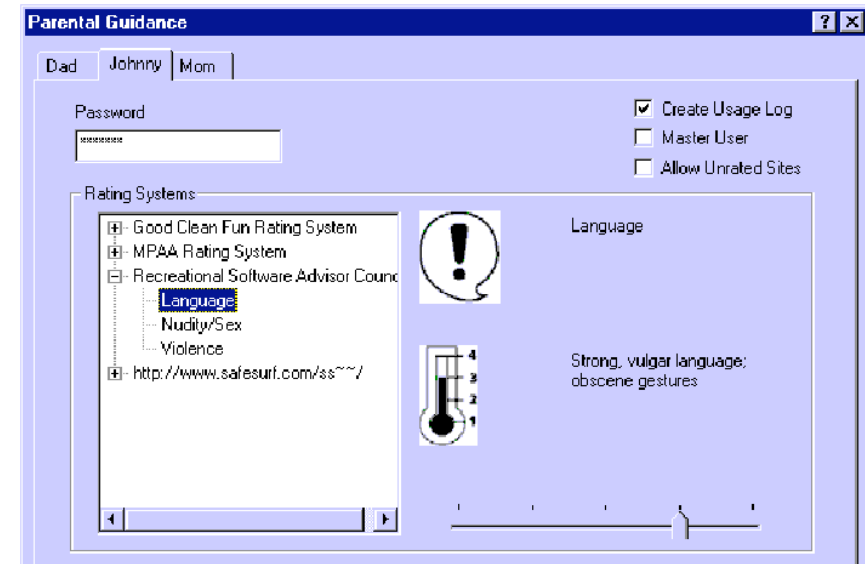 Parental Guidance
Dad Johnny Mom
Password
********
Create Usage Log
Master User
Allow Unrated Sites
Rating Systems
Good Clean Fun Rating System
MPAA Rating System
Recreational Software Advisor Counc
Language
Nudity/Sex
Violence
http://www.safesurf.com/ss~~/
Language
4
3
2
1
Strong, vulgar language;
obscene gestures